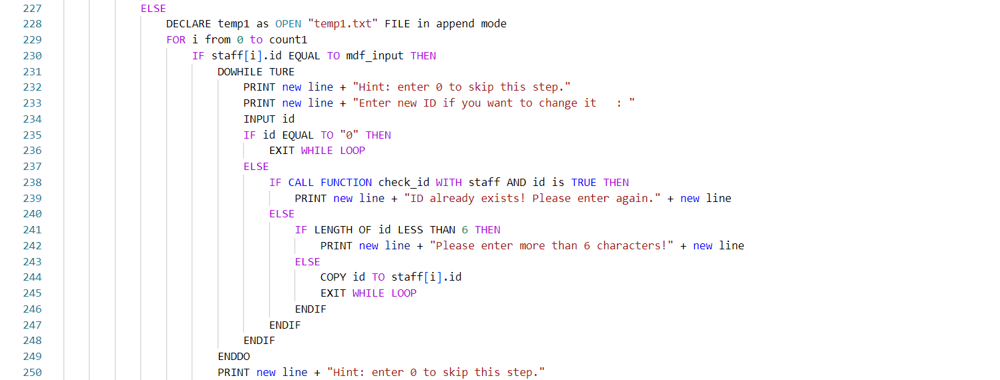 227 ELSE
228 DECLARE temp1 as OPEN "temp1.txt" FILE in append mode
229 FOR i from 0 to count1
230 IF staff[i].id EQUAL TO mdf_input THEN
231 DOWHILE TURE
232 PRINT new line + "Hint: enter 0 to skip this step."
233 PRINT new line + "Enter new ID if you want to change it   : "
234 INPUT id
235 IF id EQUAL TO "0" THEN
236 EXIT WHILE LOOP
237 ELSE
238 IF CALL FUNCTION check_id WITH staff AND id is TRUE THEN
239 PRINT new line + "ID already exists! Please enter again." + new line
240 ELSE
241 IF LENGTH OF id LESS THAN 6 THEN
242 PRINT new line + "Please enter more than 6 characters!" + new line
243 ELSE
244 COPY id TO staff[i].id
245 EXIT WHILE LOOP
246 ENDIF
247 ENDIF
248 ENDIF
249 ENDDO
250 PRINT new line + "Hint: enter 0 to skip this step."